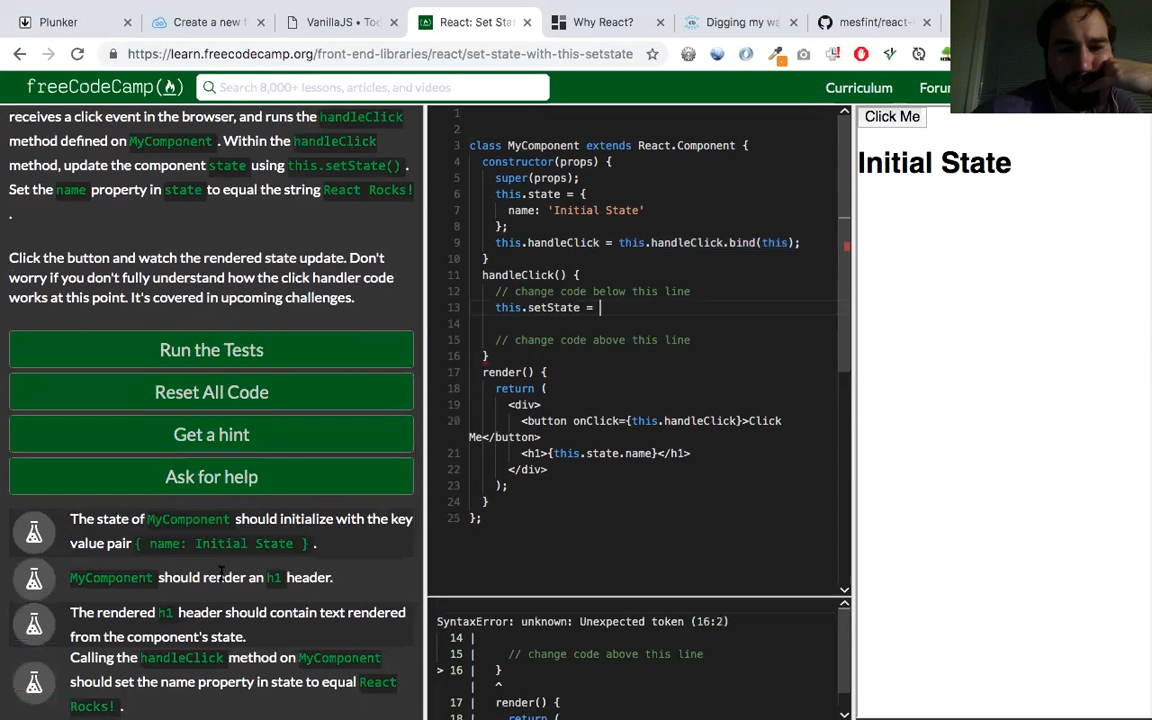 Plunker
Create a new f
VanillaJS • Too
React: Set Sta
Why React?
Digging my wa
mesfint/react-
https://learn.freecodecamp.org/front-end-libraries/react/set-state-with-this-setstate
freeCodeCamp
Search 8,000+ lessons, articles, and videos
Curriculum
Forum
receives a click event in the browser, and runs the handleClick
method defined on MyComponent . Within the handleClick
method, update the component state using this.setState() .
Set the name property in state to equal the string React Rocks!
.
Click the button and watch the rendered state update. Don't
worry if you don't fully understand how the click handler code
works at this point. It's covered in upcoming challenges.
Run the Tests
Reset All Code
Get a hint
Ask for help
The state of MyComponent should initialize with the key
value pair { name: Initial State } .
MyComponent should render an h1 header.
The rendered h1 header should contain text rendered
from the component's state.
Calling the handleClick method on MyComponent
should set the name property in state to equal React
Rocks! .
1
2
3 class MyComponent extends React.Component {
4 constructor(props) {
5 super(props);
6 this.state = {
7 name: 'Initial State'
8 };
9 this.handleClick = this.handleClick.bind(this);
10 }
11 handleClick() {
12 // change code below this line
13 this.setState =
14
15 // change code above this line
16 }
17 render() {
18 return (
19 <div>
20 <button onClick={this.handleClick}>Click
Me</button>
21 <h1>{this.state.name}</h1>
22 </div>
23 );
24 }
25 };
SyntaxError: unknown: Unexpected token (16:2)
14 |
15 | // change code above this line
> 16 | }
| ^
17 | render() {
18 | return (
Click Me
Initial State